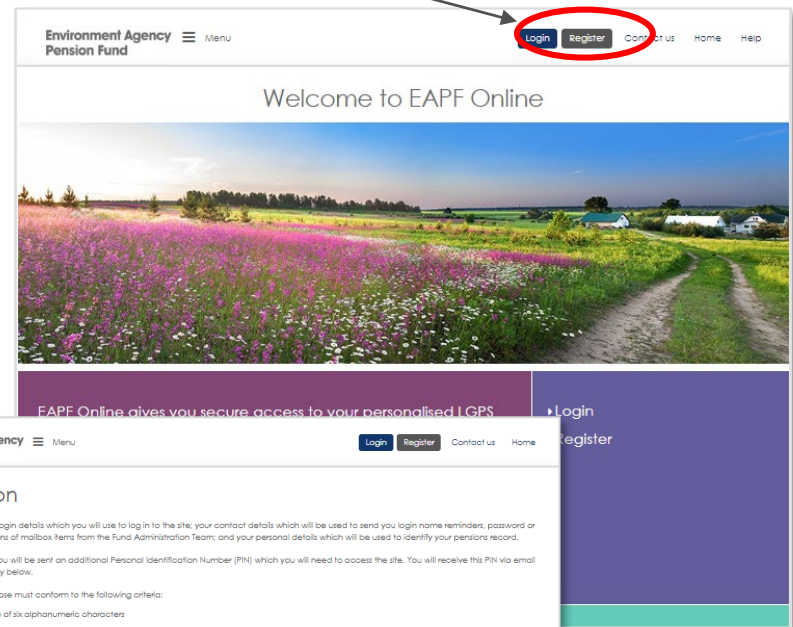 Environment Agency Menu Login Register Contact us Home Help
Pension Fund
Welcome to EAPF Online
EAPF Online gives you secure access to your personalised LGPS
Login
Register
ency Menu Login Register Contact us Home
on
ogin details which you will use to log in to the site; your contact details which will be used to send you login name reminders, password or
ns of mailbox items from the Fund Administration Team; and your personal details which will be used to identify your pensions record.
ou will be sent an additional Personal Identification Number (PIN) which you will need to access the site. You will receive this PIN via email
y below.
ose must conform to the following criteria:
of six alphanumeric characters